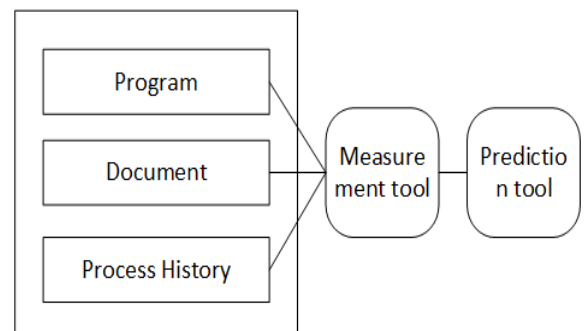 Program
Document
Process History
Measure
ment tool
Predictio
n tool